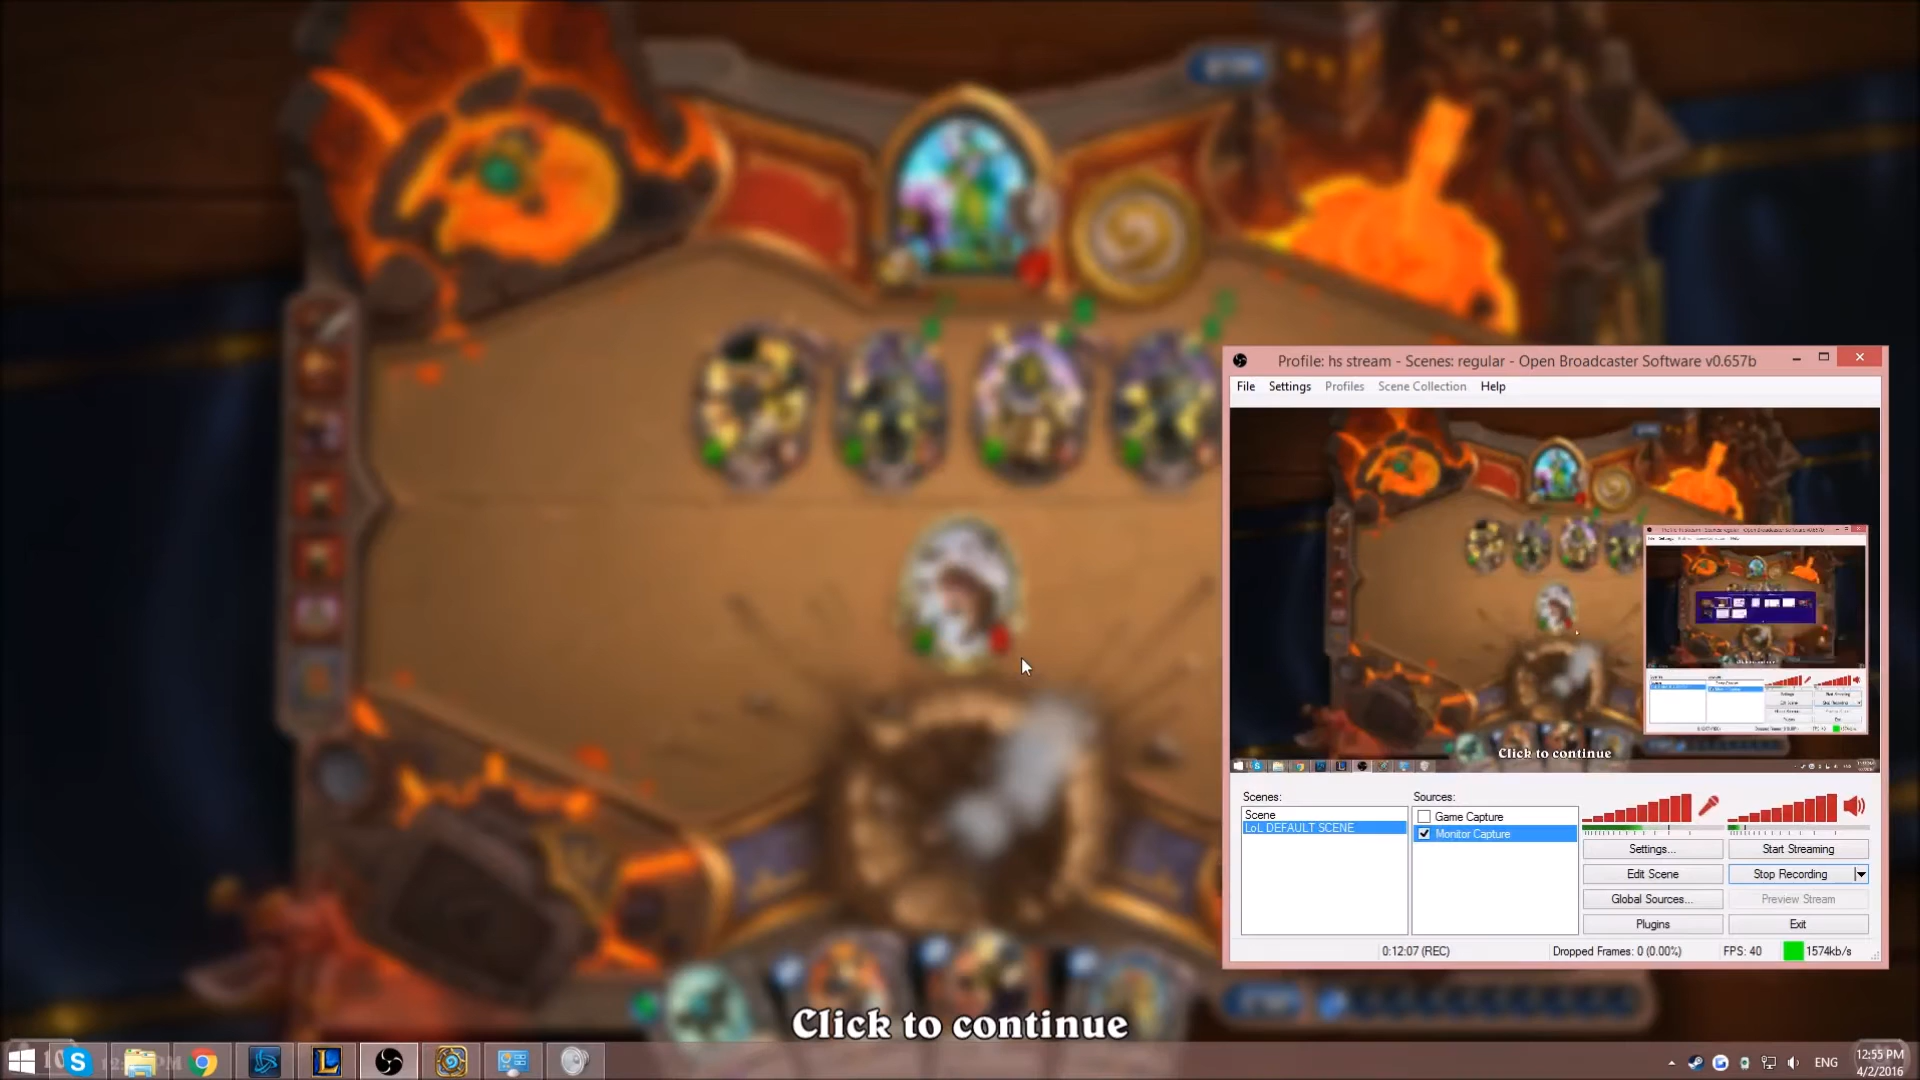 Profile: hs stream - Scenes: regular - Open Broadcaster Software v0.657b
File Settings Profiles Scene Collection Help
Click to continue
Scenes:
Scene
LoL DEFAULT SCENE
Sources:
Game Capture
Monitor Capture
Settings...
Start Streaming
Edit Scene
Stop Recording
Global Sources...
Preview Stream
Plugins
Exit
0:12:07 (REC)
Dropped Frames: 0 (0.00%)
FPS: 40
1574kb/s
Click to continue
ENG
12:55 PM
4/2/2016